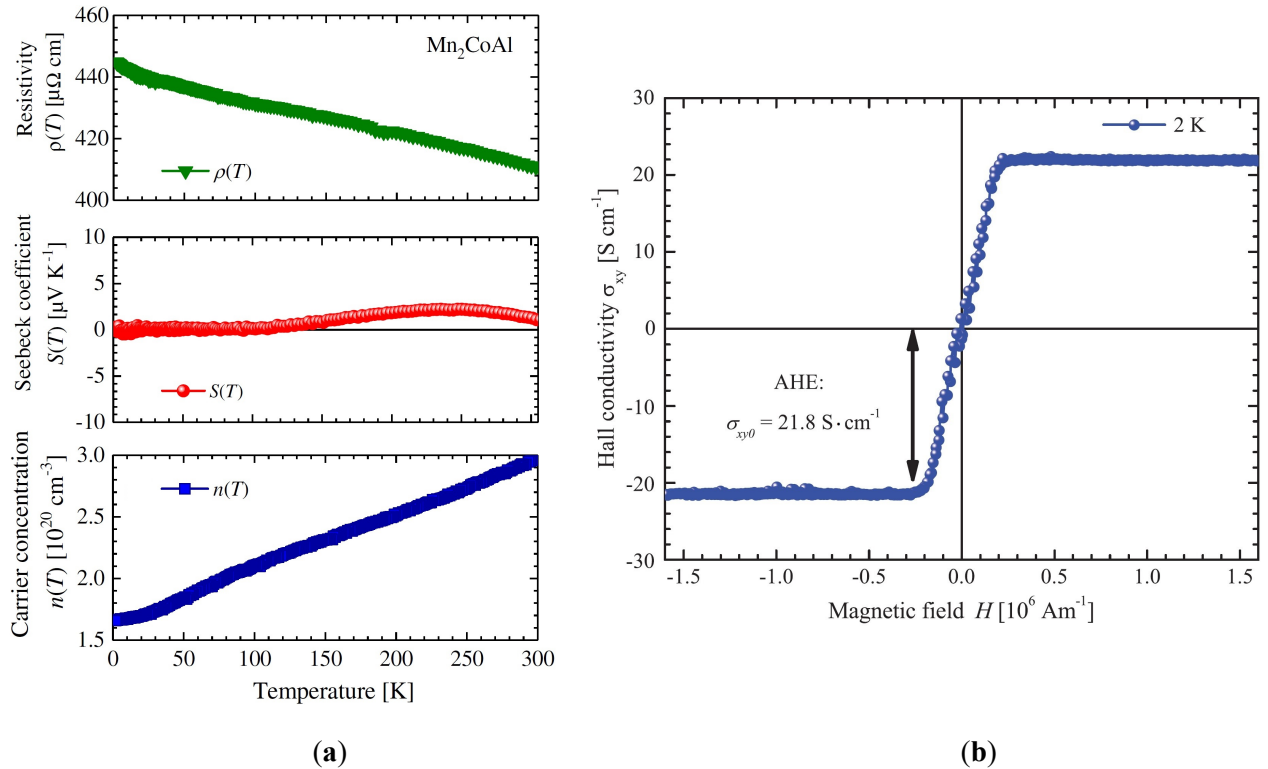 460
440
420
400
Resistivity
ρ(T) [μΩ cm]
Mn₂CoAl
ρ(T)
10
5
0
-5
-10
Seebeck coefficient
S(T) [μV K⁻¹]
S(T)
3.0
2.5
2.0
1.5
Carrier concentration
n(T) [10²⁰ cm⁻³]
n(T)
0 50 100 150 200 250 300
Temperature [K]
(a)
30
20
10
0
-10
-20
-30
Hall conductivity σxy [S cm⁻¹]
2 K
AHE:
σxy0 = 21.8 S·cm⁻¹
-1.5 -1.0 -0.5 0.0 0.5 1.0 1.5
Magnetic field H [10⁶ Am⁻¹]
(b)